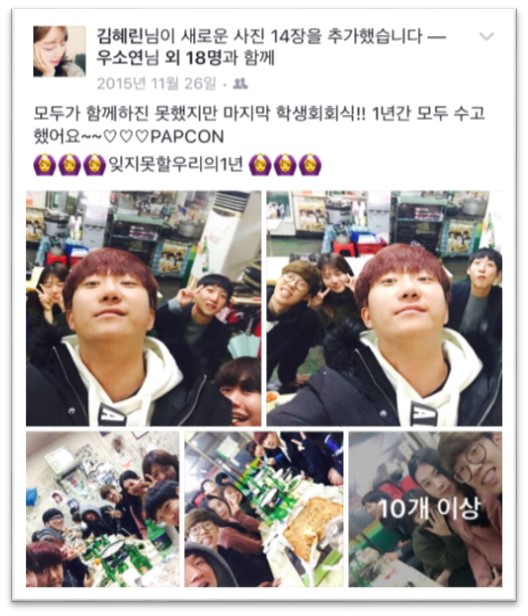 김혜린님이 새로운 사진 14장을 추가했습니다 —
우소연님 외 18명과 함께
2015년 11월 26일 ·
모두가 함께하진 못했지만 마지막 학생회회식!! 1년간 모두 수고
했어요~~♡♡♡PAPCON
🙆🙆🙆잊지못할우리의1년 🙆🙆🙆
10개 이상